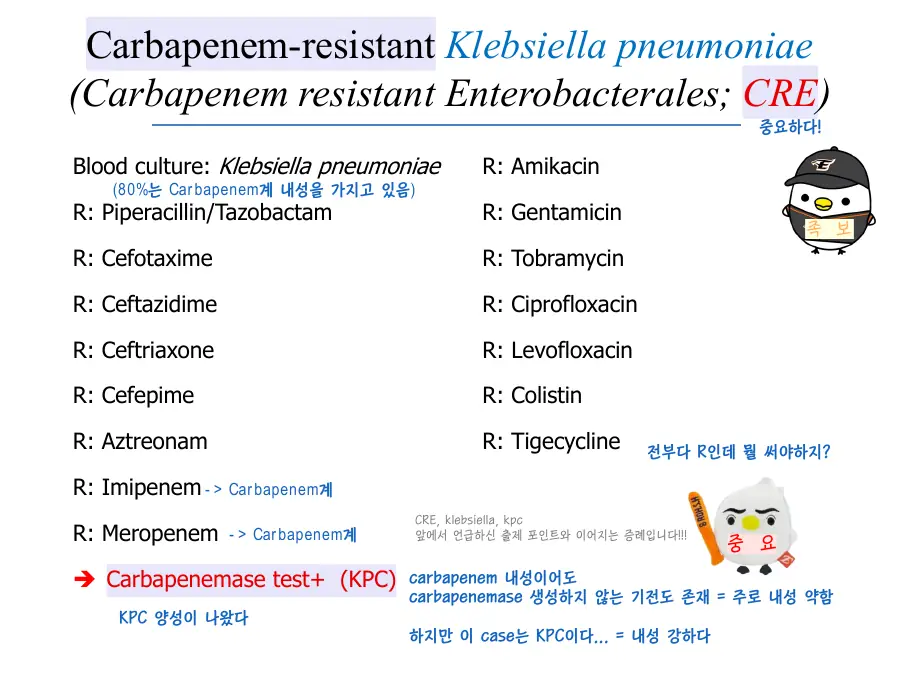 Carbapenem-resistant Klebsiella pneumoniae
(Carbapenem resistant Enterobacterales; CRE)
중요하다!
Blood culture: Klebsiella pneumoniae
(80%는 Carbapenem계 내성을 가지고 있음)
R: Piperacillin/Tazobactam
R: Cefotaxime
R: Ceftazidime
R: Ceftriaxone
R: Cefepime
R: Aztreonam
R: Imipenem -> Carbapenem계
R: Meropenem -> Carbapenem계
➔ Carbapenemase test+ (KPC)
KPC 양성이 나왔다
R: Amikacin
R: Gentamicin
R: Tobramycin
R: Ciprofloxacin
R: Levofloxacin
R: Colistin
R: Tigecycline
전부다 R인데 뭘 써야하지?
족 보
CRE, klebsiella, kpc
앞에서 언급하신 출제 포인트와 이어지는 증례입니다!!!
중 요
carbapenem 내성이어도
carbapenemase 생성하지 않는 기전도 존재 = 주로 내성 약함
하지만 이 case는 KPC이다... = 내성 강하다